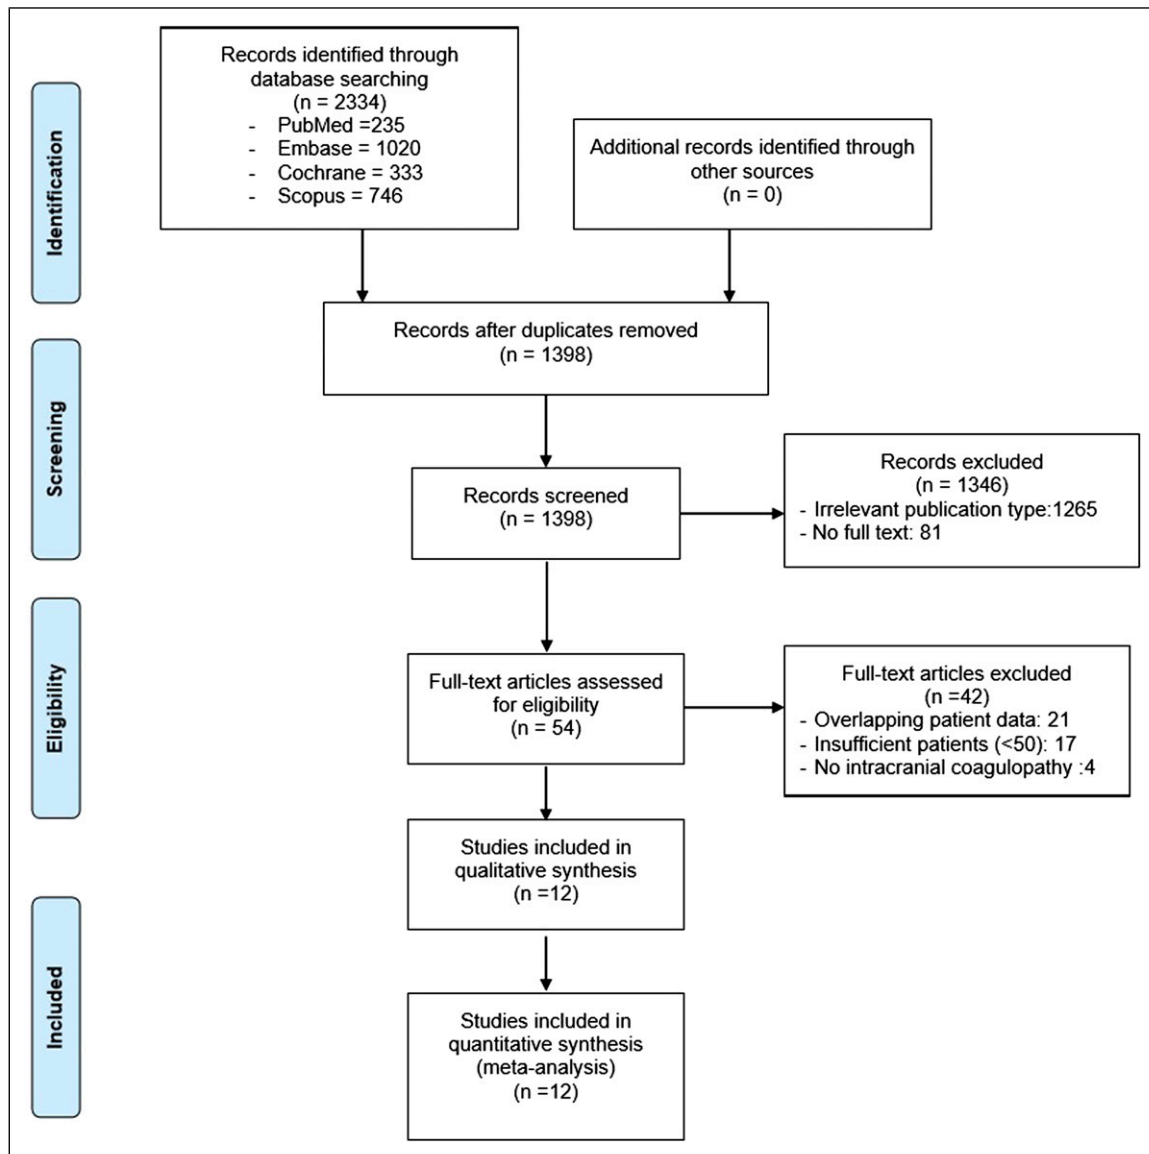 Identification
Records identified through
database searching
(n = 2334)
- PubMed =235
- Embase = 1020
- Cochrane = 333
- Scopus = 746
Additional records identified through
other sources
(n = 0)
Records after duplicates removed
(n = 1398)
Screening
Records screened
(n = 1398)
Records excluded
(n = 1346)
- Irrelevant publication type:1265
- No full text: 81
Eligibility
Full-text articles assessed
for eligibility
(n = 54)
Full-text articles excluded
(n =42)
- Overlapping patient data: 21
- Insufficient patients (<50): 17
- No intracranial coagulopathy :4
Studies included in
qualitative synthesis
(n =12)
Included
Studies included in
quantitative synthesis
(meta-analysis)
(n =12)